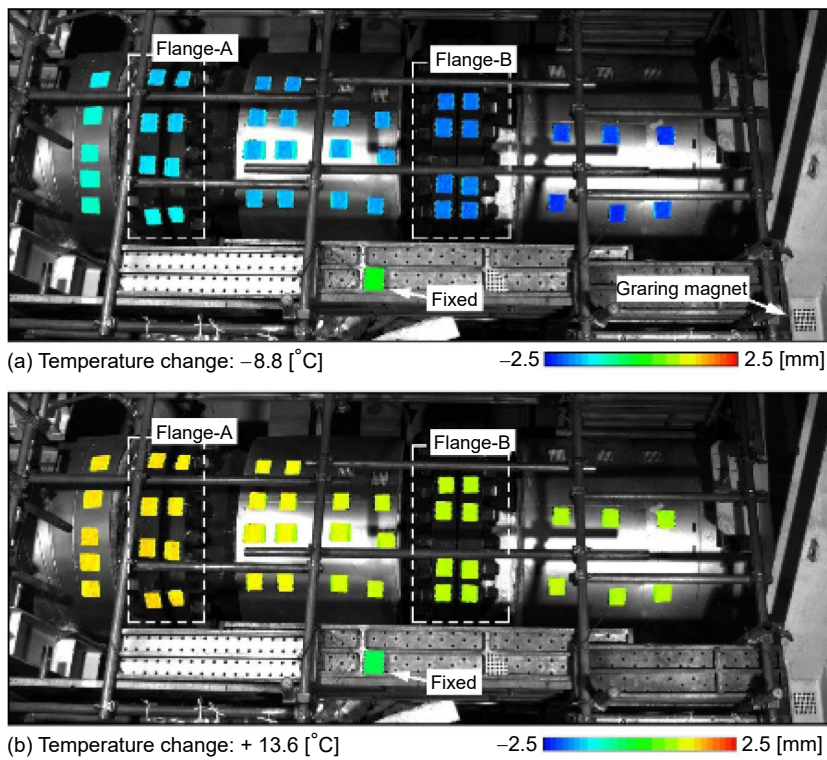 Flange-A
Flange-B
Fixed
Graring magnet
(a) Temperature change: −8.8 [°C]
−2.5 2.5 [mm]
Flange-A
Flange-B
Fixed
(b) Temperature change: + 13.6 [°C]
−2.5 2.5 [mm]